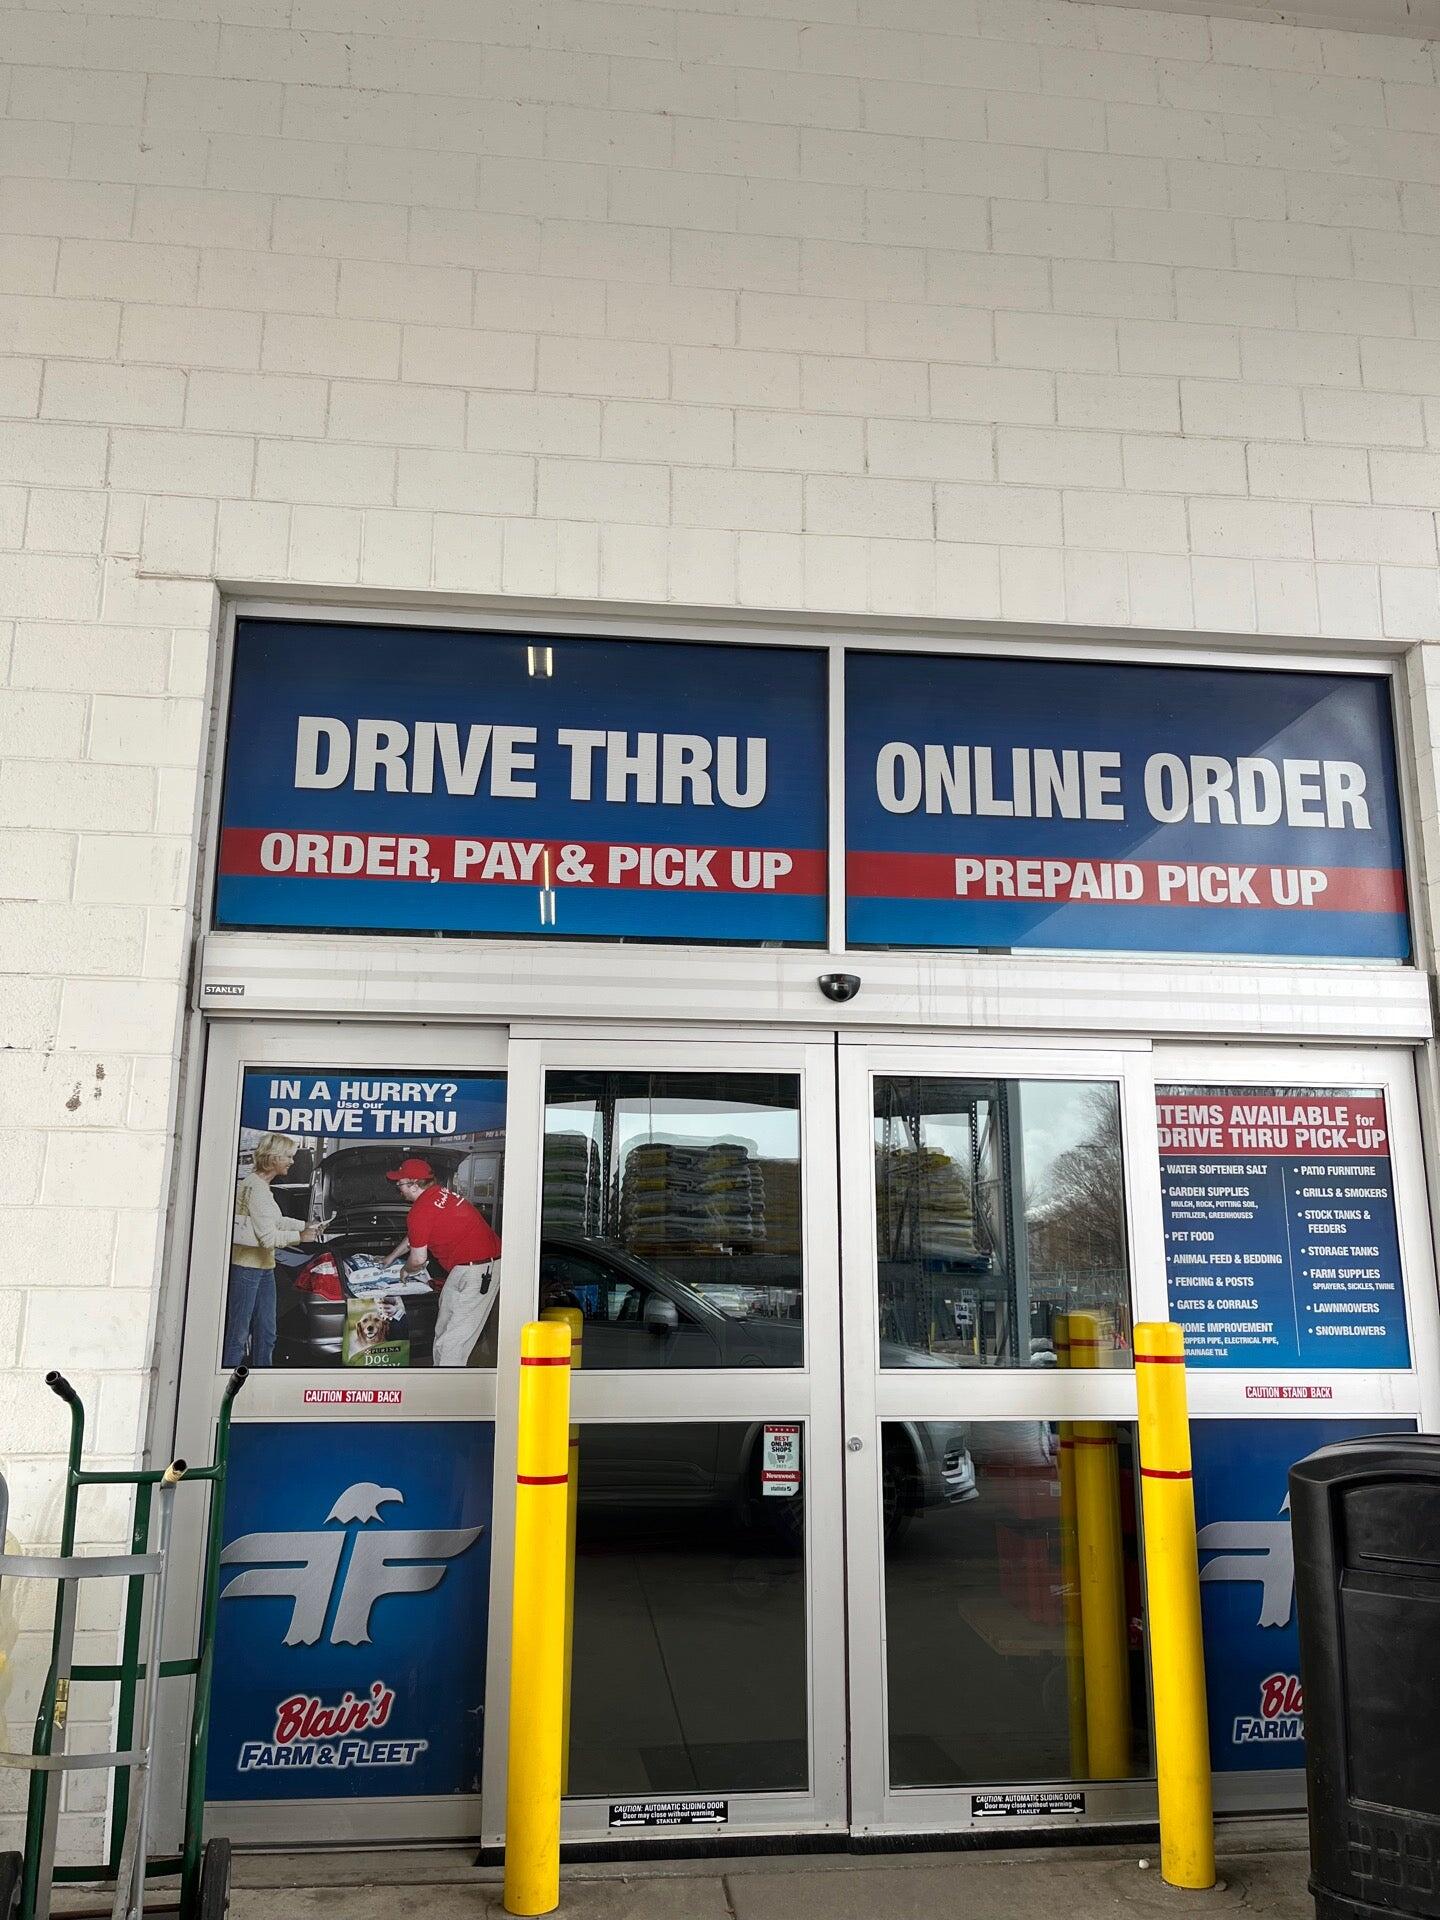 DRIVE THRU
ORDER, PAY & PICK UP
ONLINE ORDER
PREPAID PICK UP
STANLEY
IN A HURRY?
Use our
DRIVE THRU
PURINA
DOG
CAUTION STAND BACK
Blain's
FARM & FLEET
BEST
ONLINE
SHOPS
Newsweek
statista
CAUTION: AUTOMATIC SLIDING DOOR
Door may close without warning
STANLEY
CAUTION: AUTOMATIC SLIDING DOOR
Door may close without warning
STANLEY
ITEMS AVAILABLE for
DRIVE THRU PICK-UP
• WATER SOFTENER SALT
• GARDEN SUPPLIES
MULCH, ROCK, POTTING SOIL,
FERTILIZER, GREENHOUSES
• PET FOOD
• ANIMAL FEED & BEDDING
• FENCING & POSTS
• GATES & CORRALS
HOME IMPROVEMENT
COPPER PIPE, ELECTRICAL PIPE,
DRAINAGE TILE
• PATIO FURNITURE
• GRILLS & SMOKERS
• STOCK TANKS &
FEEDERS
• STORAGE TANKS
• FARM SUPPLIES
SPRAYERS, SICKLES, TWINE
• LAWNMOWERS
• SNOWBLOWERS
CAUTION STAND BACK
Bla
FARM &